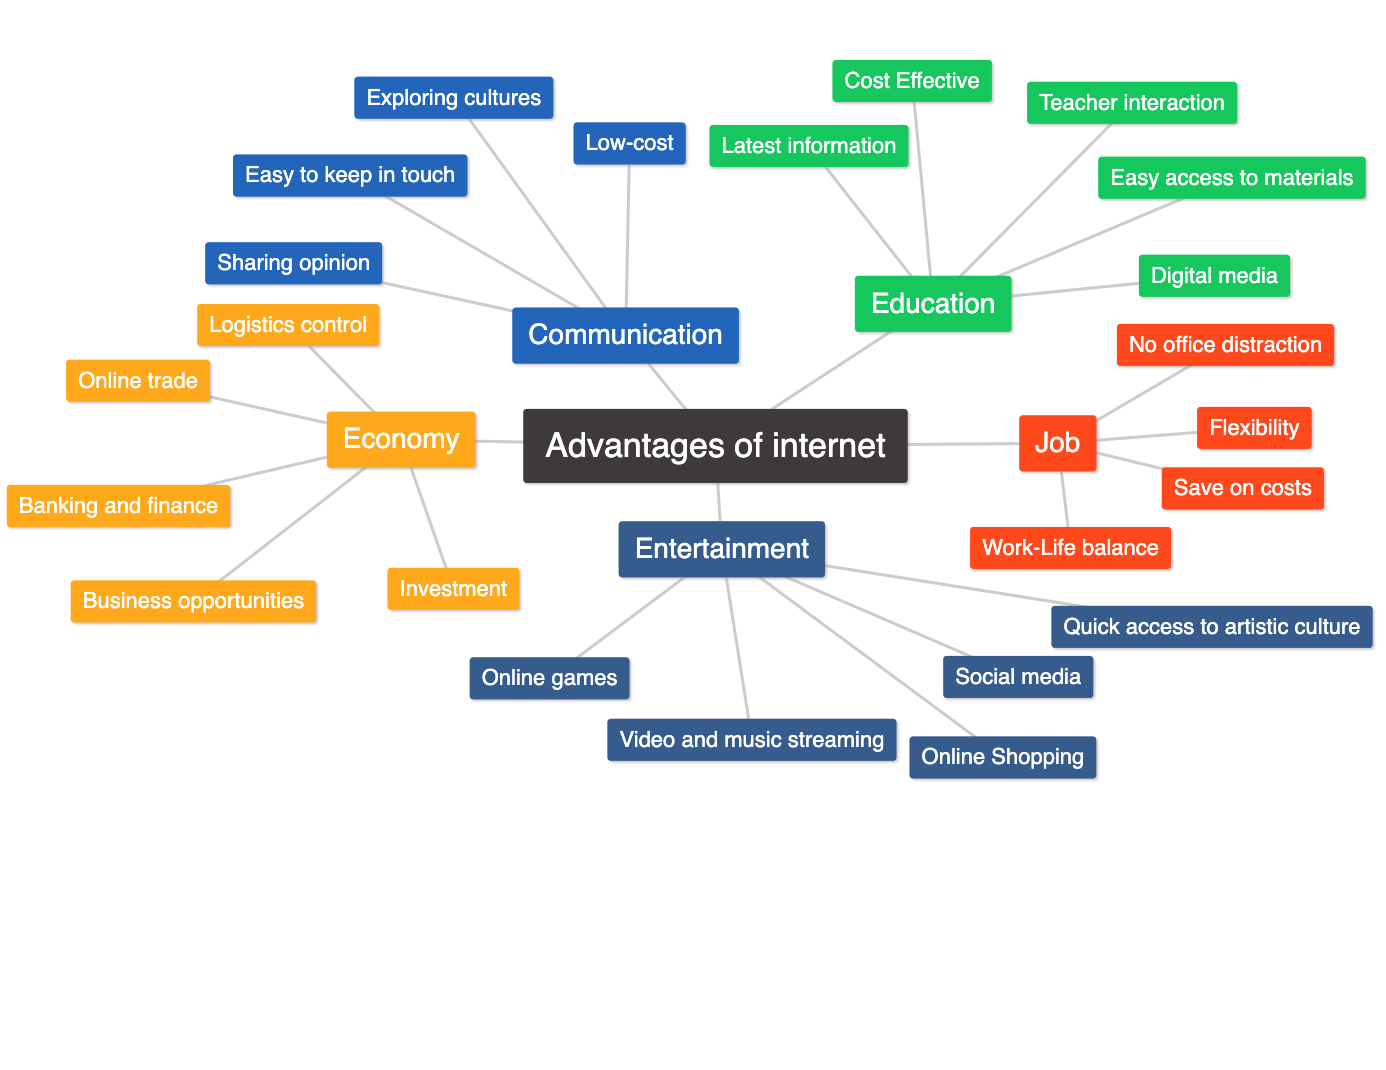 Cost Effective
Exploring cultures
Teacher interaction
Low-cost
Latest information
Easy to keep in touch
Easy access to materials
Sharing opinion
Digital media
Education
Logistics control
Communication
No office distraction
Online trade
Flexibility
Economy
Advantages of internet
Job
Save on costs
Banking and finance
Entertainment
Work-Life balance
Investment
Business opportunities
Quick access to artistic culture
Social media
Online games
Video and music streaming
Online Shopping